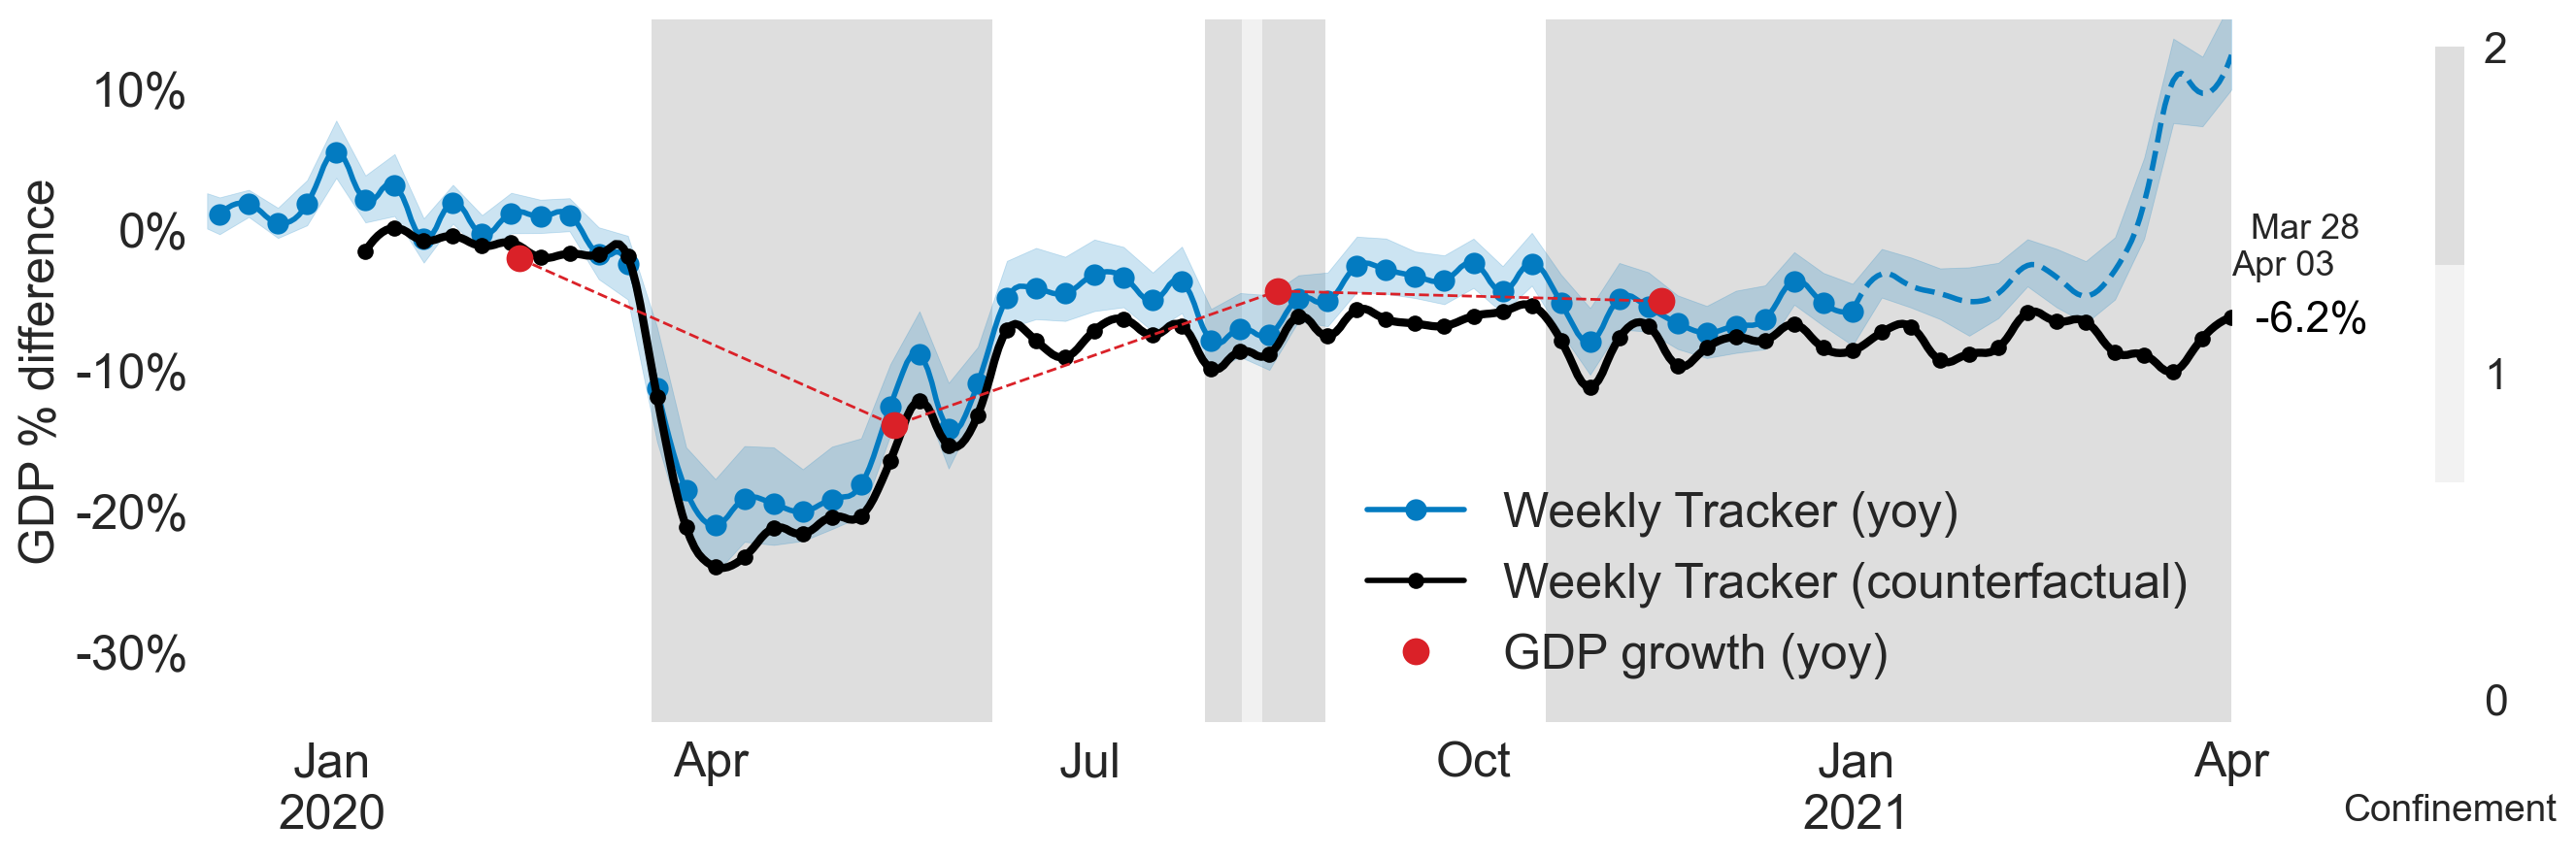 GDP % difference
10%
0%
-10%
-20%
-30%
Jan
2020
Apr
Jul
Oct
Jan
2021
Apr
Weekly Tracker (yoy)
Weekly Tracker (counterfactual)
GDP growth (yoy)
Mar 28
Apr 03
-6.2%
2
1
0
Confinement